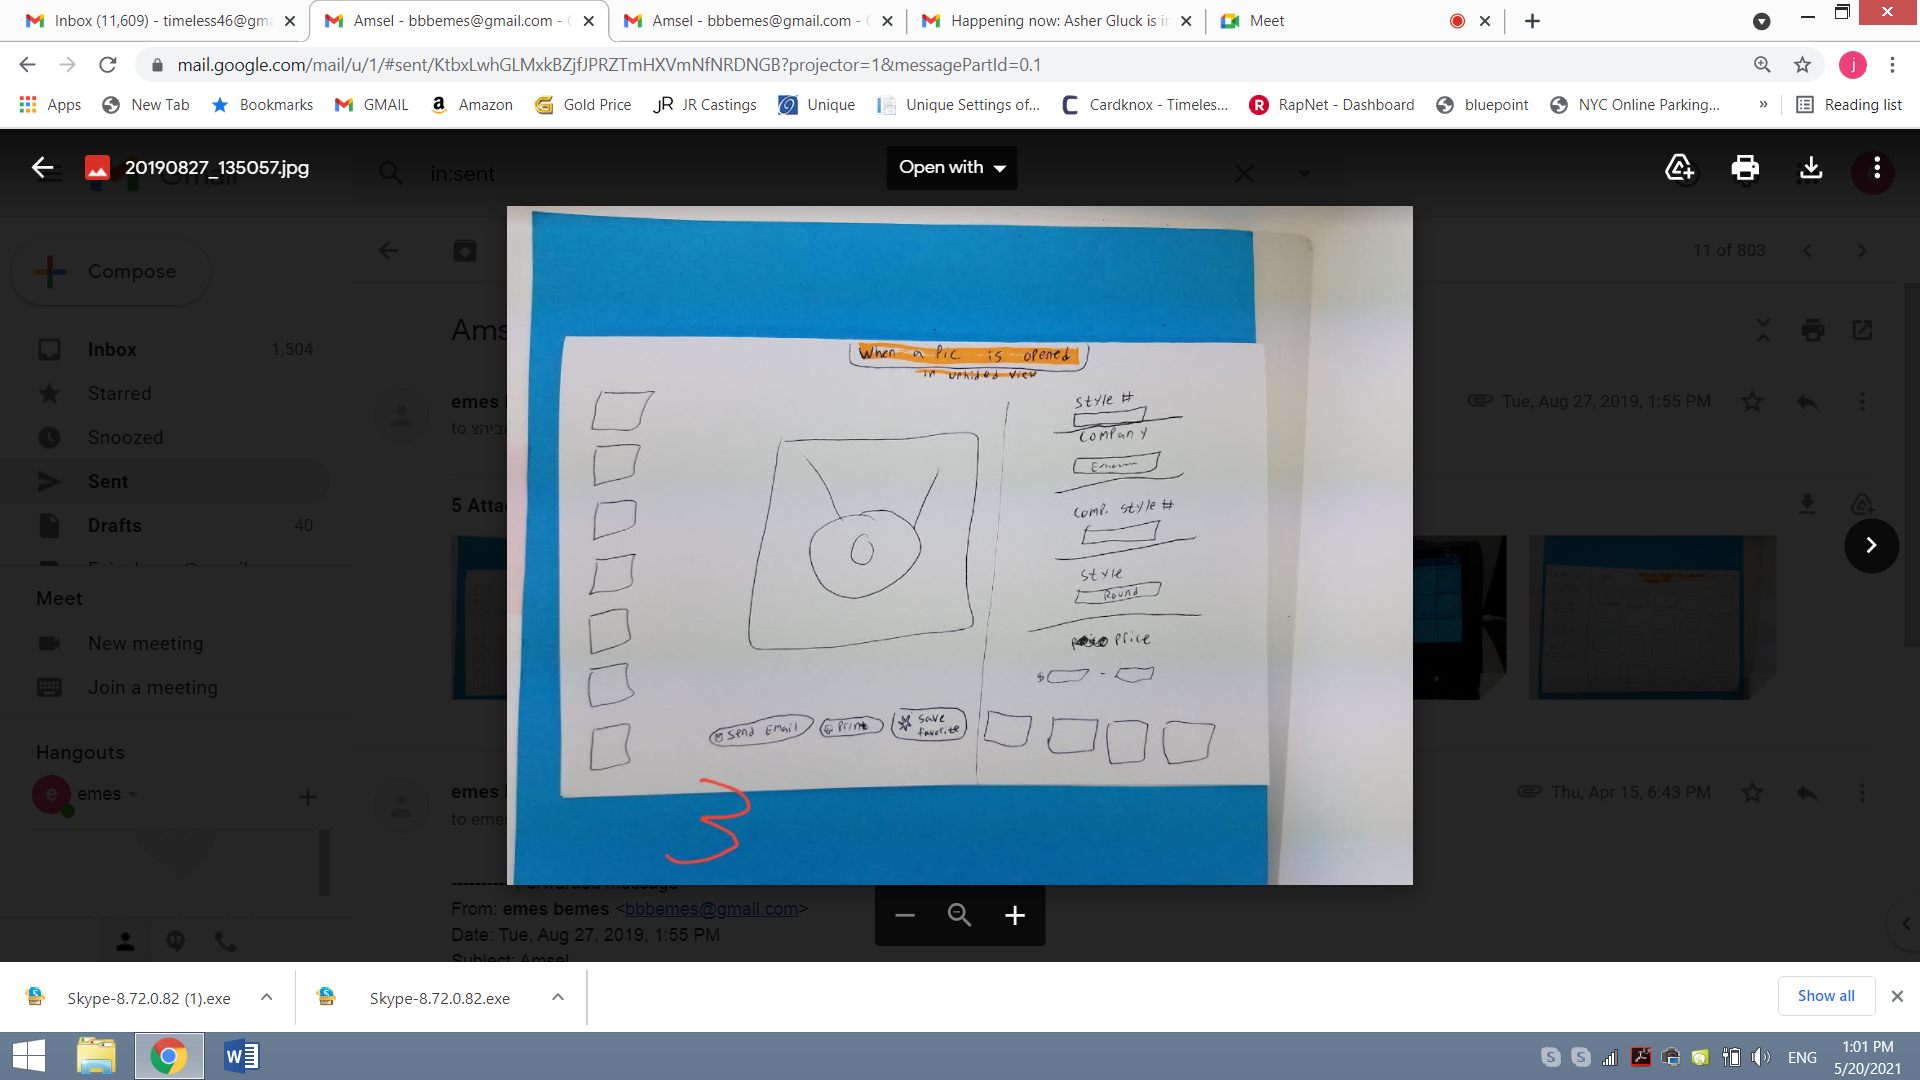 Inbox (11,609) - timeless46@gma
Amsel - bbbemes@gmail.com - G
Amsel - bbbemes@gmail.com - G
Happening now: Asher Gluck is in
Meet
mail.google.com/mail/u/1/#sent/KtbxLwhGLMxkBZjfJPRZTmHXVmNfNRDNGB?projector=1&messagePartId=0.1
j
Apps
New Tab
Bookmarks
GMAIL
Amazon
Gold Price
JR Castings
Unique
Unique Settings of...
Cardknox - Timeles...
RapNet - Dashboard
bluepoint
NYC Online Parking...
»
Reading list
20190827_135057.jpg
in:sent
Open with
Compose
11 of 803
Ams
Inbox 1,504
Starred
Snoozed
Sent
Drafts 40
emes
Tue, Aug 27, 2019, 1:55 PM
to צהיבי
5 Atta
Meet
New meeting
Join a meeting
Hangouts
e emes
emes
Thu, Apr 15, 6:43 PM
to eme
When a Pic is opened
in unhided view
Style #
Company
Comp. Style #
Style
Round
Price
$ -
Send Email
Print
Save
favorite
3
Forwarded message
From: emes bemes <bbbemes@gmail.com>
Date: Tue, Aug 27, 2019, 1:55 PM
Subject: Amsel
Skype-8.72.0.82 (1).exe
Skype-8.72.0.82.exe
Show all
ENG
1:01 PM
5/20/2021